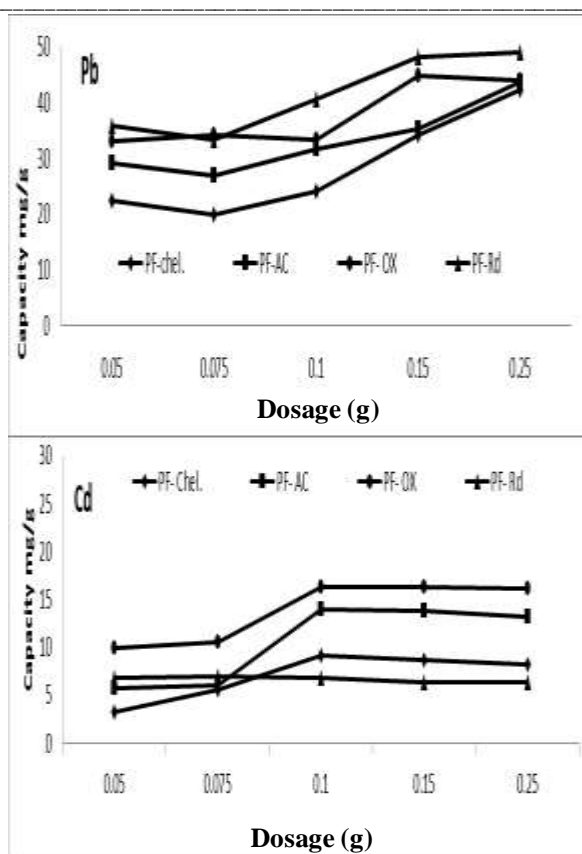 50
Pb
40
30
20
10
0
Capacity mg/g
PF-chel. PF-AC PF-OX PF-Rd
0.05 0.075 0.1 0.15 0.25
Dosage (g)
30
PF-Chel. PF-AC PF-OX PF-Rd
Cd
25
20
15
10
5
0
Capacity mg/g
0.05 0.075 0.1 0.15 0.25
Dosage (g)